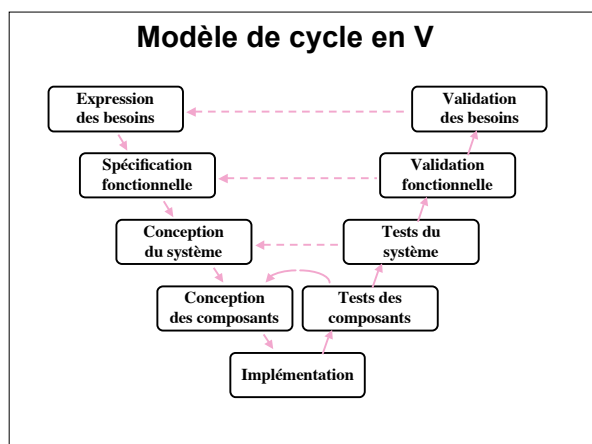 Modèle de cycle en V
Expression
des besoins
Validation
des besoins
Spécification
fonctionnelle
Validation
fonctionnelle
Conception
du système
Tests du
système
Conception
des composants
Tests des
composants
Implémentation